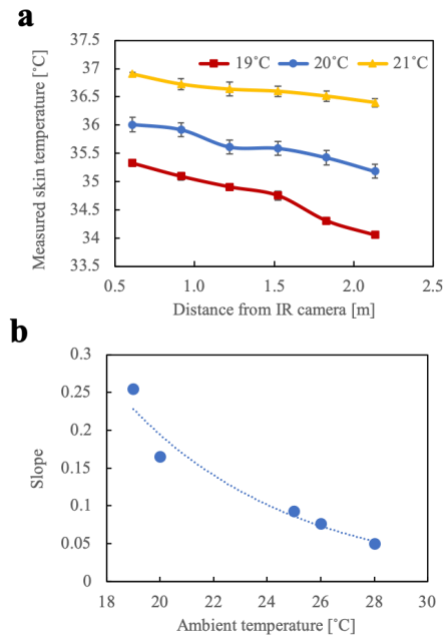 a
37.5
37
36.5
36
35.5
35
34.5
34
33.5
Measured skin temperature [˚C]
19˚C 20˚C 21˚C
0.5 1.0 1.5 2.0 2.5
Distance from IR camera [m]
b
0.3
0.25
0.2
0.15
0.1
0.05
0
Slope
18 20 22 24 26 28 30
Ambient temperature [˚C]